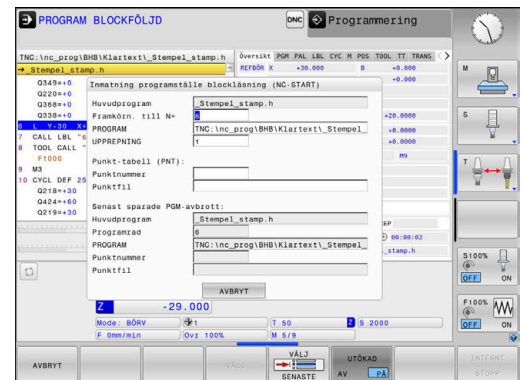 PROGRAM BLOCKFÖLJD
DNC
Programmering
TNC:\nc_prog\BHB\Klartext\_Stempel_stamp.h
→_Stempel_stamp.h
Q349=+0
Q220=+0
Q368=+0
Q338=+0
6 L Y-30 X+
7 CALL LBL "6
8 TOOL CALL "
F1000
9 M3
10 CYCL DEF 25
Q218=+30
Q424=+60
Q219=+30
Översikt PGM PAL LBL CYC M POS TOOL TT TRANS
REFBÖR X +30.000 B +0.000
+0.000
+20.0000
+0.0000
+0.0000
M9
00:00:02
_stamp.h
Inmatning programställe blockläsning (NC-START)
Huvudprogram _Stempel_stamp.h
Framkörn. till N= 6
PROGRAM TNC:\nc_prog\BHB\Klartext\_Stempel_
UPPREPNING 1
Punkt-tabell (PNT):
Punktnummer
Punktfil
Senast sparade PGM-avbrott:
Huvudprogram _Stempel_stamp.h
Programrad 6
PROGRAM TNC:\nc_prog\BHB\Klartext\_Stempel_
Punktnummer
Punktfil
AVBRYT
Z -29.000
Mode: BÖRV 1 T 50 Z S 2000
F 0mm/min Ovr 100% M 5/9
M
S
T
S100%
OFF ON
F100%
OFF ON
AVBRYT
VÄLJ
VÄLJ
SENASTE
UTÖKAD
AV PÅ
INTERNT
STOPP